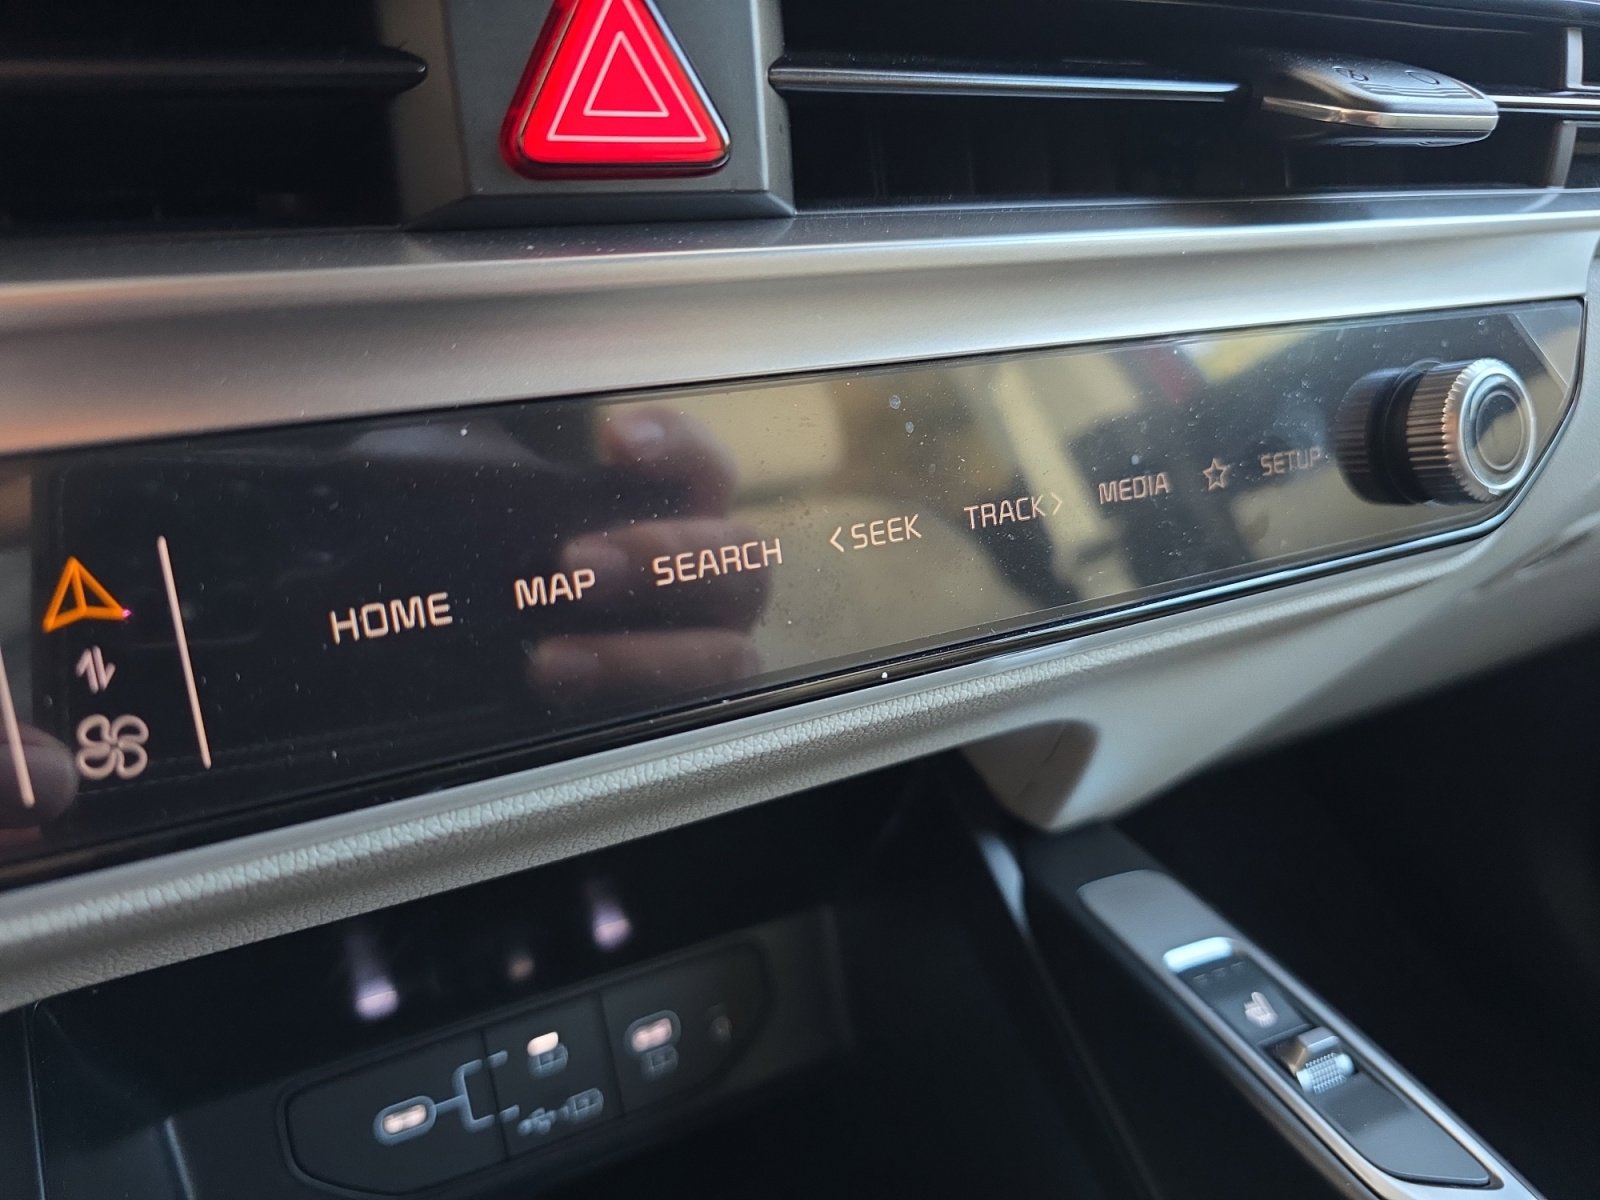 HOME MAP SEARCH < SEEK TRACK > MEDIA ☆ SETUP